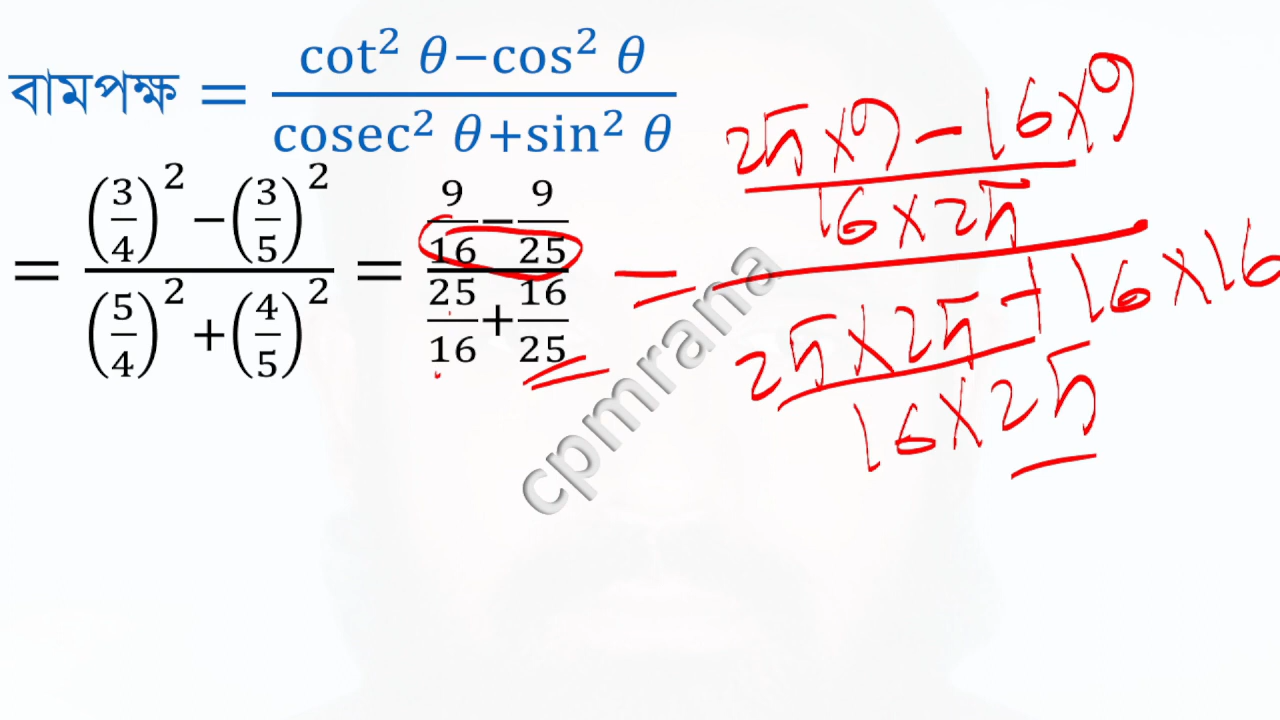 বামপক্ষ = (cot² θ−cos² θ)/(cosec² θ+sin² θ)
= ((3/4)² −(3/5)²)/((5/4)² +(4/5)²) = (9/16−9/25)/(25/16+16/25)
= ((25×9−16×9)/(16×25))/((25×25+16×16)/(16×25))
cpmrana